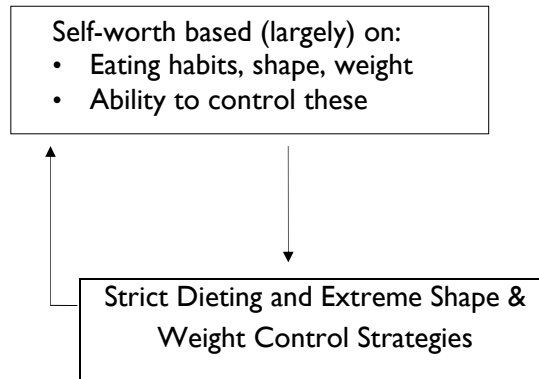 Self-worth based (largely) on:
• Eating habits, shape, weight
• Ability to control these
Strict Dieting and Extreme Shape &
Weight Control Strategies